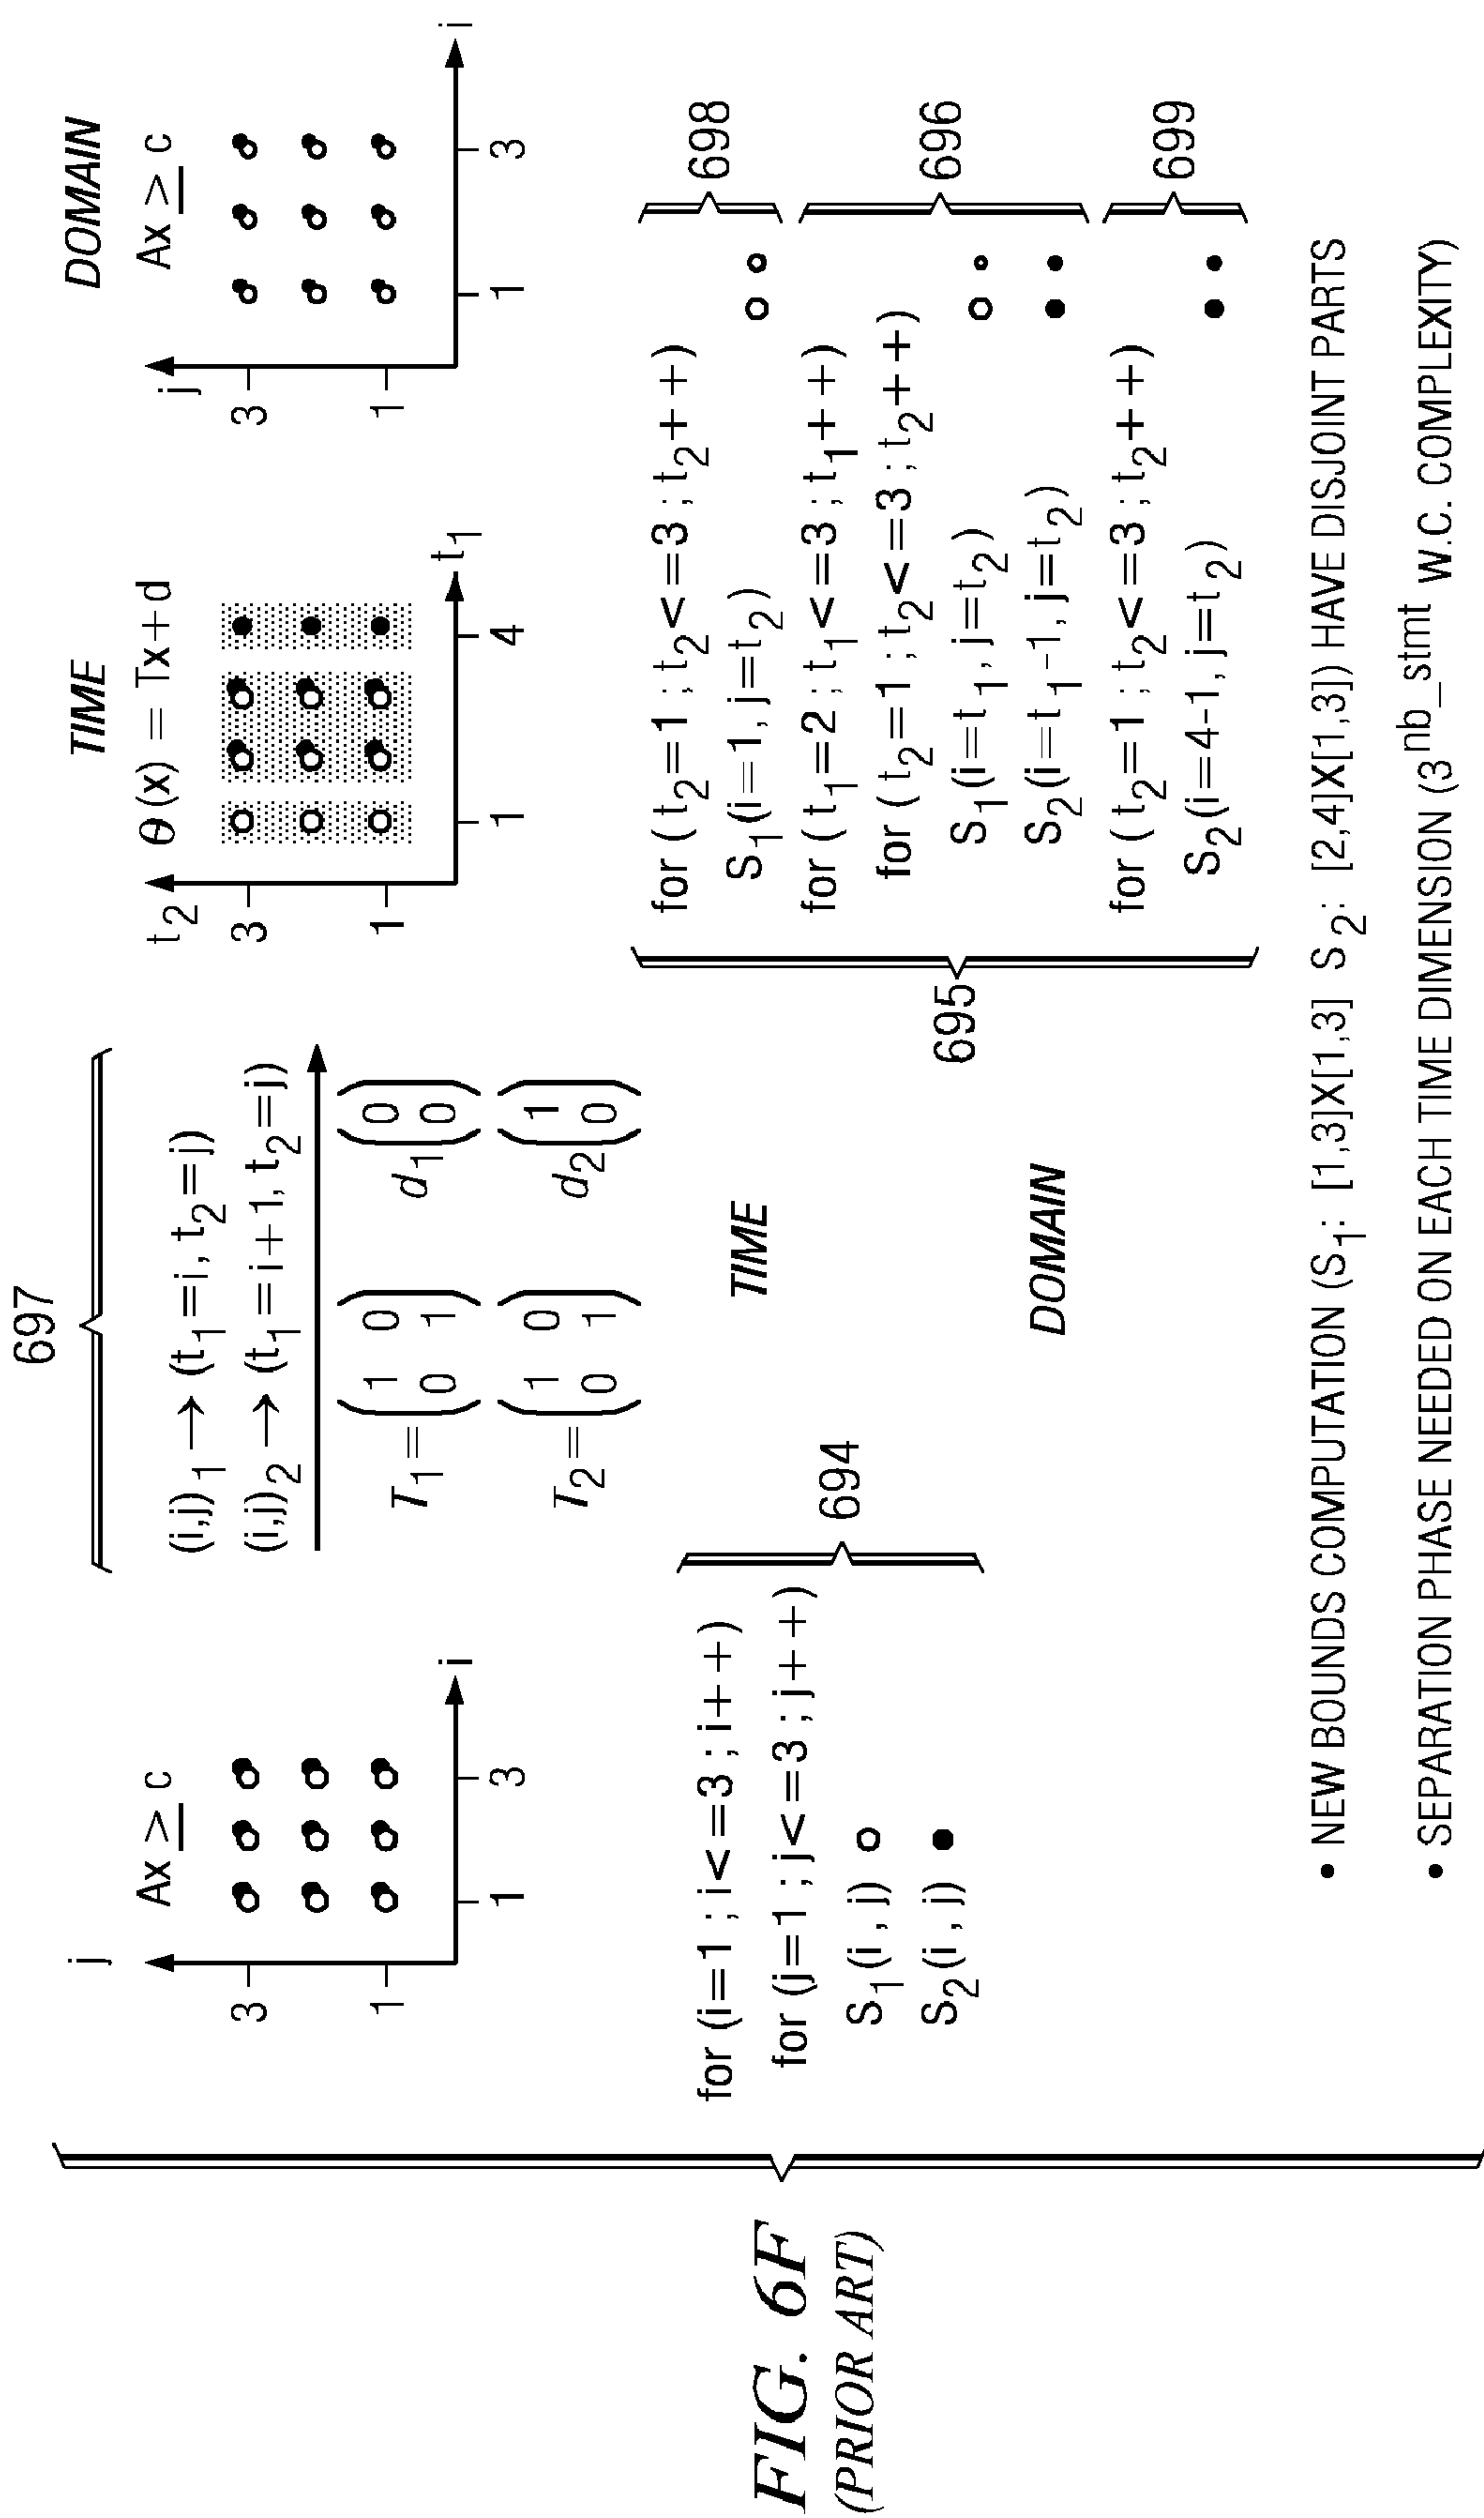 697
j
Ax ≥ c
3
1
1
3
i
(i,j)1 → (t1=i, t2=j)
(i,j)2 → (t1=i+1, t2=j)
T1= (1 0
0 1) d1 (0
0)
T2= (1 0
0 1) d2 (1
0)
TIME
θ(x) = Tx+d
t2
3
1
1
4
t1
DOMAIN
Ax ≥ c
j
3
1
1
3
i
for (i=1 ; i<=3 ; i++)
for (j=1 ; j<=3 ; j++)
S1(i, j)
S2(i, j)
694
TIME
DOMAIN
695
for (t2=1 ; t2<=3 ; t2++)
S1(i=1, j=t2)
698
for (t1=2 ; t1<=3 ; t1++)
for (t2=1 ; t2<=3 ; t2++)
S1(i=t1, j=t2)
S2(i=t1-1, j=t2)
696
for (t2=1 ; t2<=3 ; t2++)
S2(i=4-1, j=t2)
699
• NEW BOUNDS COMPUTATION (S1: [1,3]X[1,3] S2: [2,4]X[1,3]) HAVE DISJOINT PARTS
• SEPARATION PHASE NEEDED ON EACH TIME DIMENSION (3^nb_stmt W.C. COMPLEXITY)
FIG. 6F
(PRIOR ART)